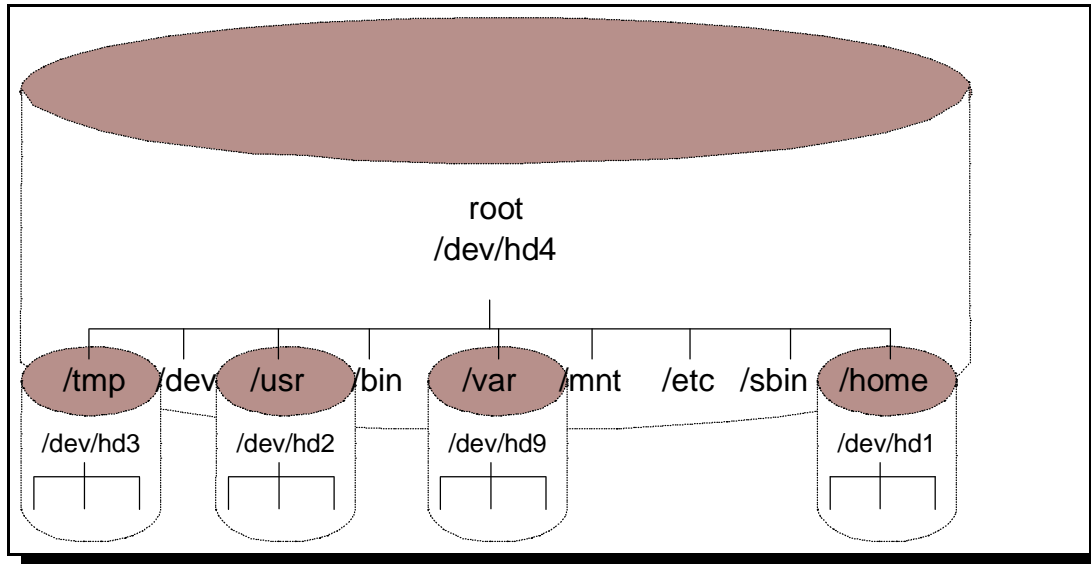 root
/dev/hd4
/tmp /dev /usr /bin /var /mnt /etc /sbin /home
/dev/hd3 /dev/hd2 /dev/hd9 /dev/hd1